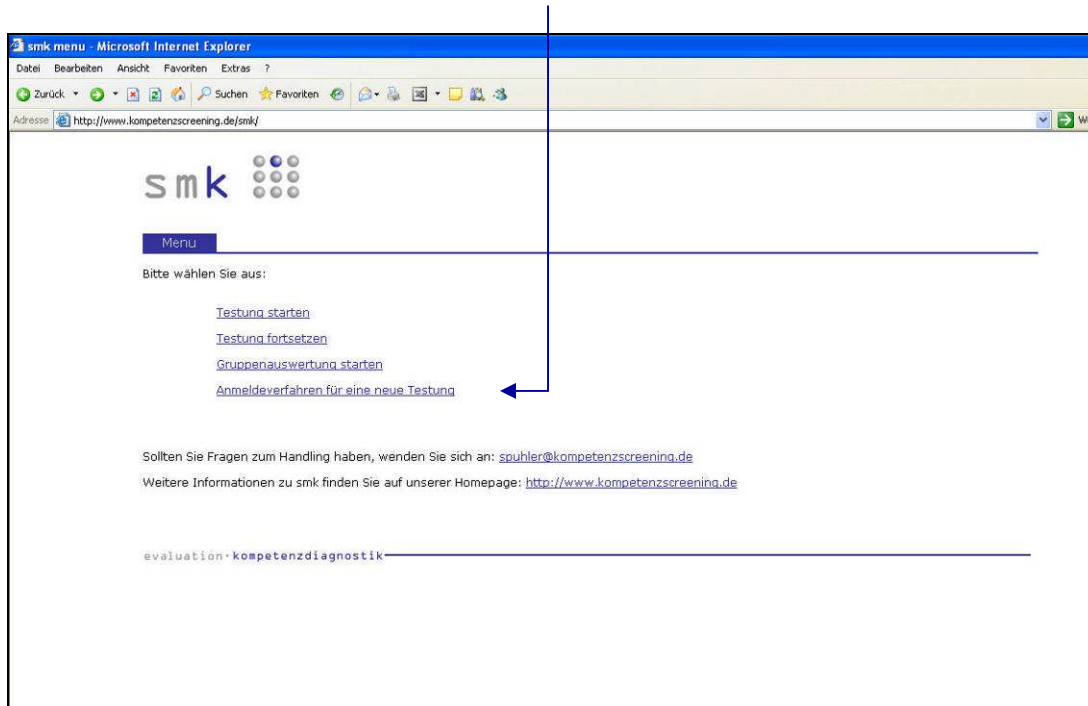 smk menu - Microsoft Internet Explorer
Datei Bearbeiten Ansicht Favoriten Extras ?
Zurück Suchen Favoriten
Adresse http://www.kompetenzscreening.de/smk/
smk
Menu
Bitte wählen Sie aus:
Testung starten
Testung fortsetzen
Gruppenauswertung starten
Anmeldeverfahren für eine neue Testung
Sollten Sie Fragen zum Handling haben, wenden Sie sich an: spuhler@kompetenzscreening.de
Weitere Informationen zu smk finden Sie auf unserer Homepage: http://www.kompetenzscreening.de
evaluation·kompetenzdiagnostik